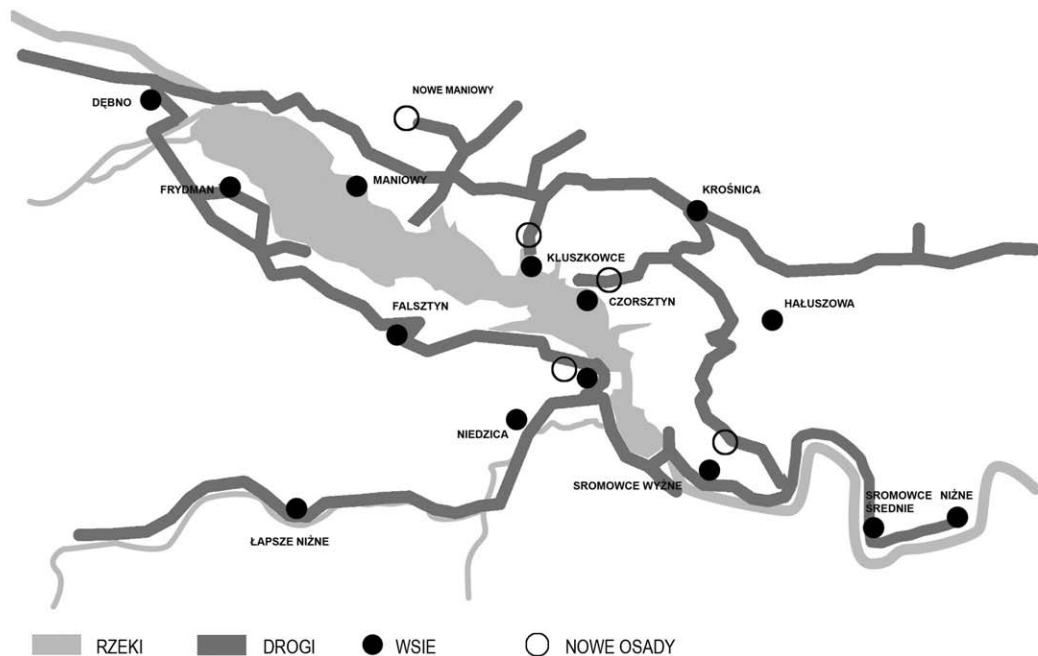 NOWE MANIOWY
DĘBNO
MANIOWY
FRYDMAN
KROŚNICA
KLUSZKOWCE
CZORSZTYN
HAŁUSZOWA
FALSZTYN
NIEDZICA
SROMOWCE WYŻNE
SROMOWCE NIŻNE
ŚREDNIE
ŁAPSZE NIŻNE
RZEKI DROGI WSIE NOWE OSADY